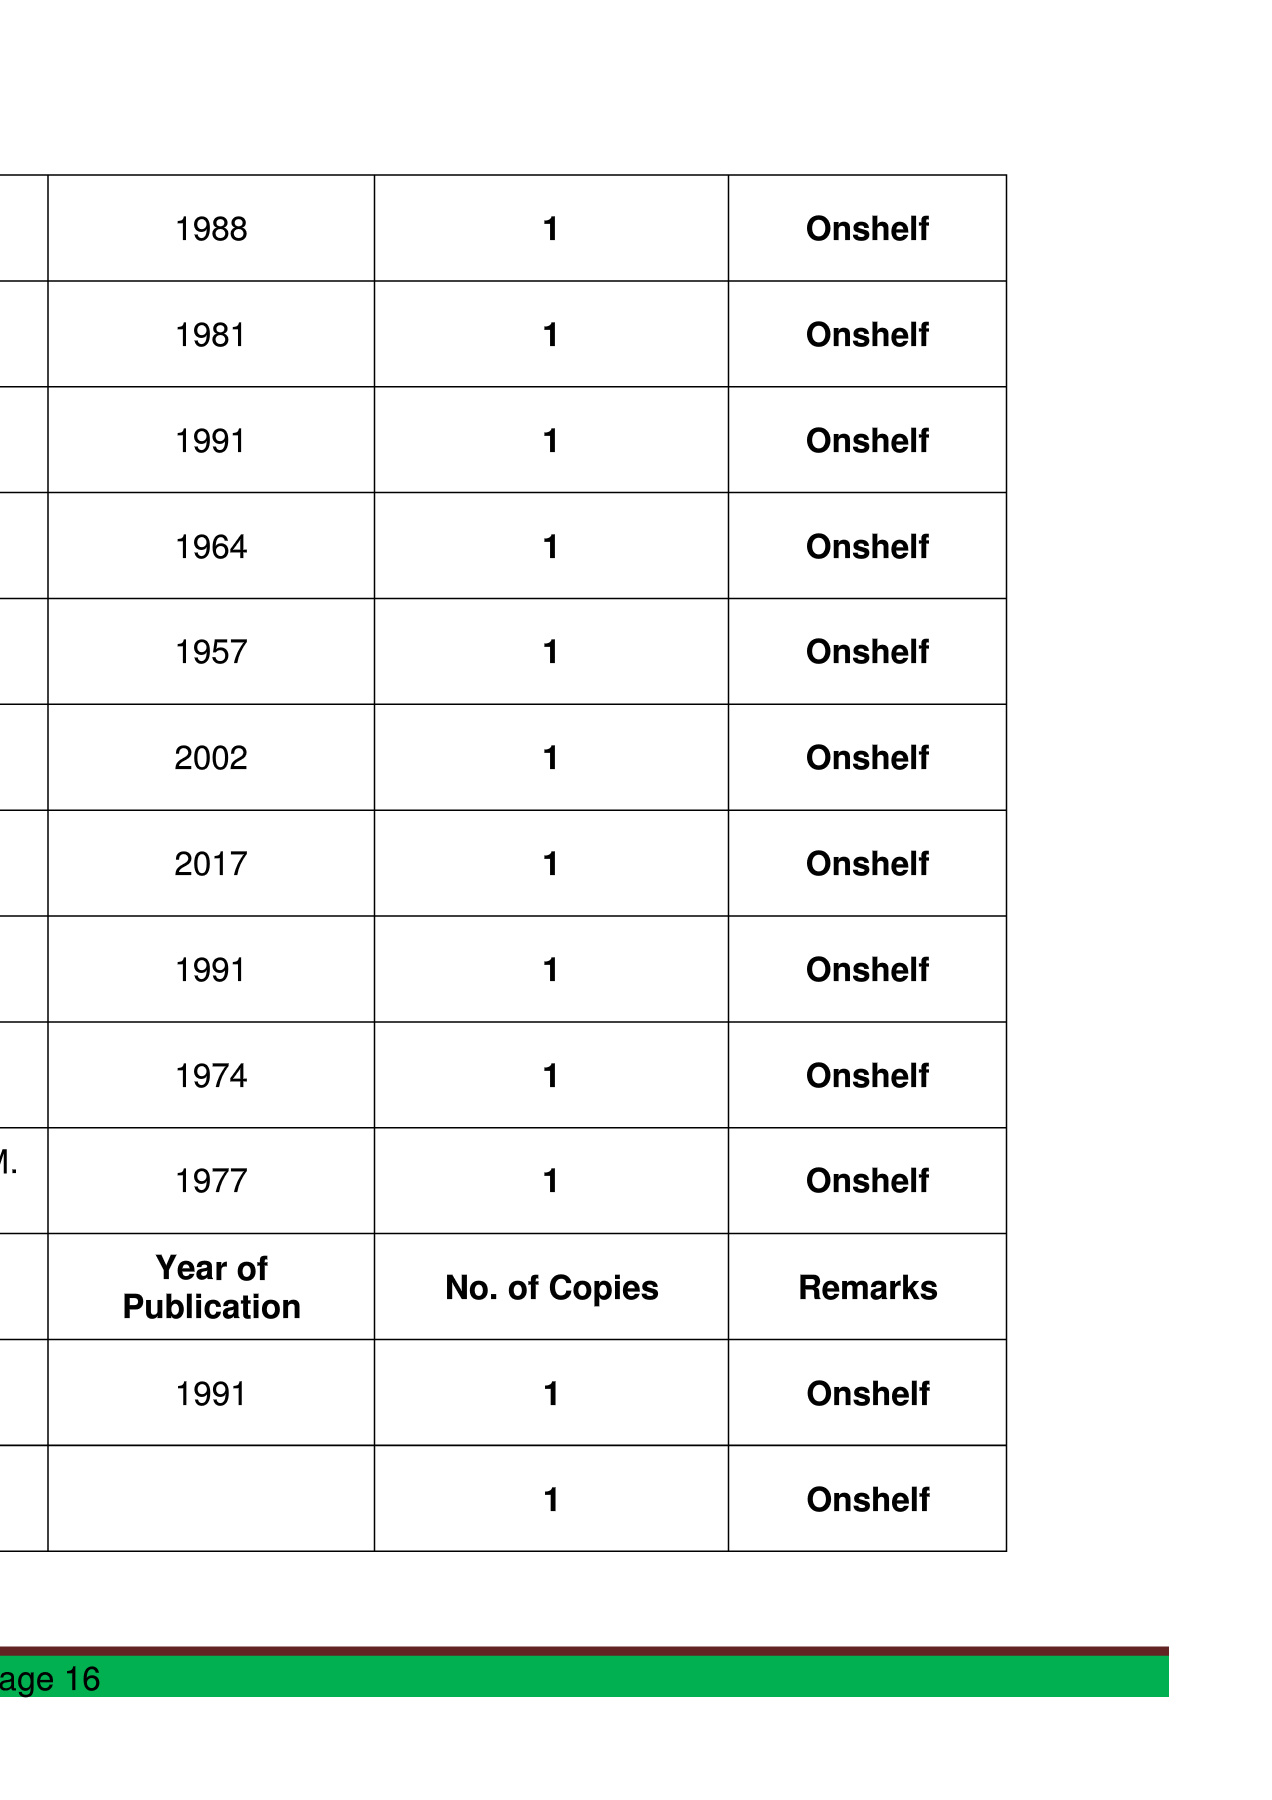 1988 1 Onshelf
1981 1 Onshelf
1991 1 Onshelf
1964 1 Onshelf
1957 1 Onshelf
2002 1 Onshelf
2017 1 Onshelf
1991 1 Onshelf
1974 1 Onshelf
M.
1977 1 Onshelf
Year of
Publication
No. of Copies
Remarks
1991 1 Onshelf
1 Onshelf
age 16